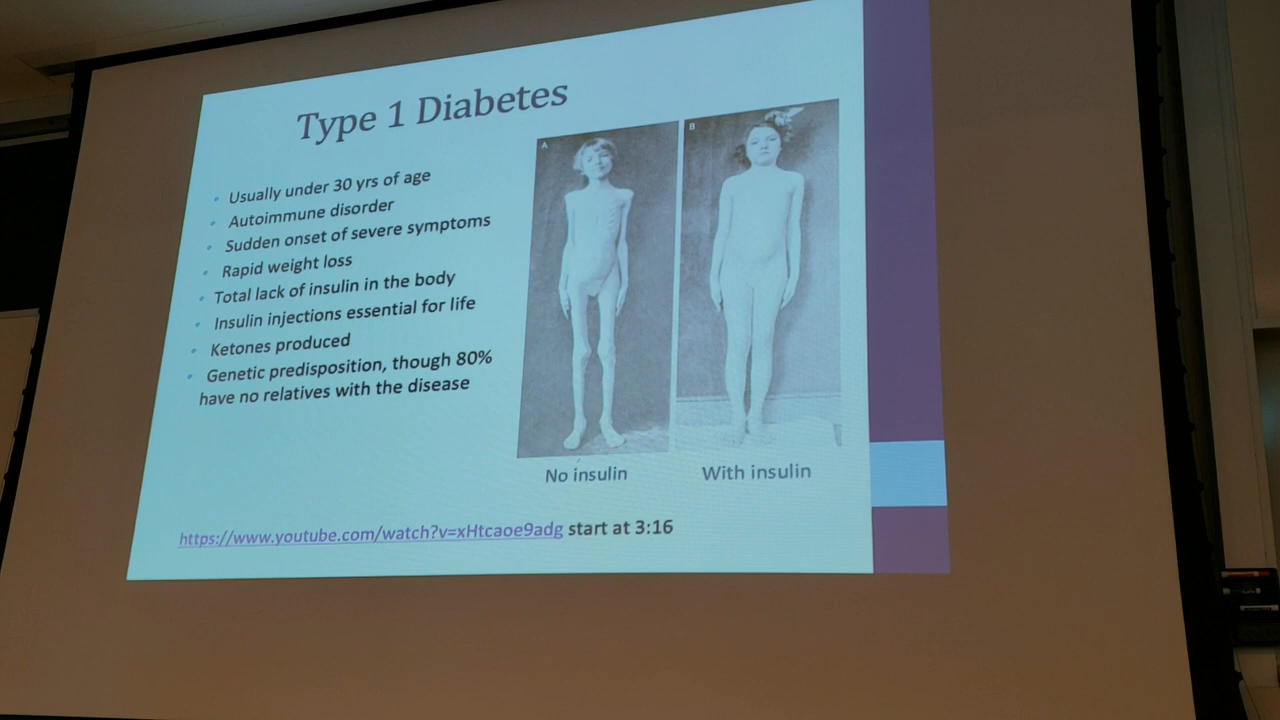 Type 1 Diabetes
• Usually under 30 yrs of age
• Autoimmune disorder
• Sudden onset of severe symptoms
• Rapid weight loss
• Total lack of insulin in the body
• Insulin injections essential for life
• Ketones produced
• Genetic predisposition, though 80%
have no relatives with the disease
A
B
No insulin
With insulin
https://www.youtube.com/watch?v=xHtcaoe9adg start at 3:16